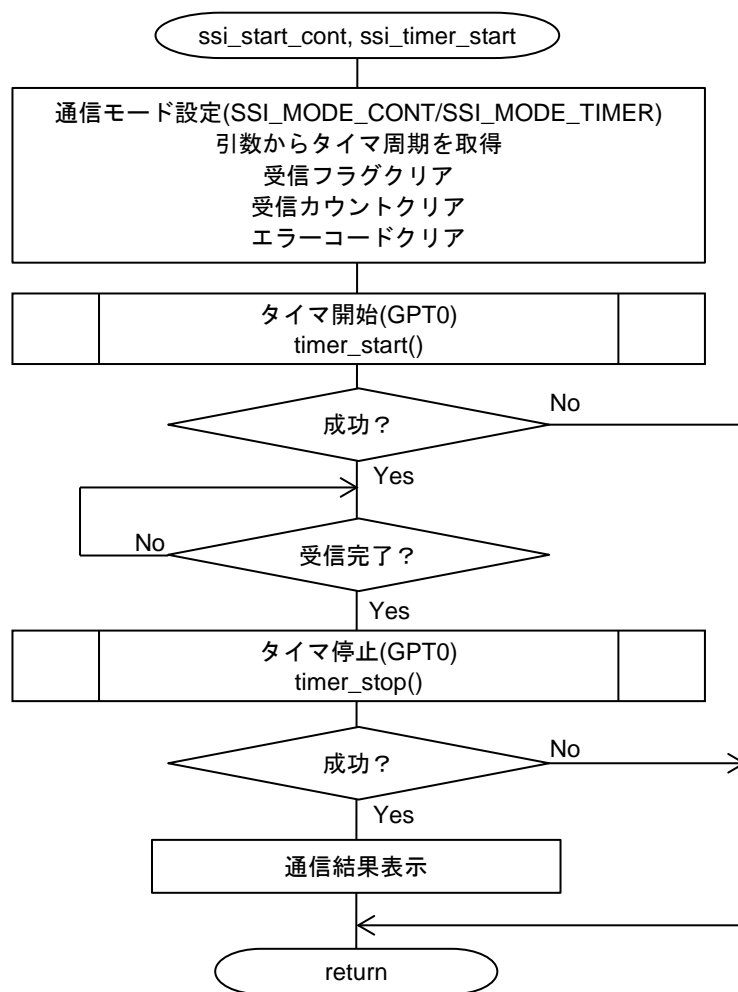 ssi_start_cont, ssi_timer_start
通信モード設定(SSI_MODE_CONT/SSI_MODE_TIMER)
引数からタイマ周期を取得
受信フラグクリア
受信カウントクリア
エラーコードクリア
タイマ開始(GPT0)
timer_start()
成功？
No
Yes
No
受信完了？
Yes
タイマ停止(GPT0)
timer_stop()
成功？
No
Yes
通信結果表示
return